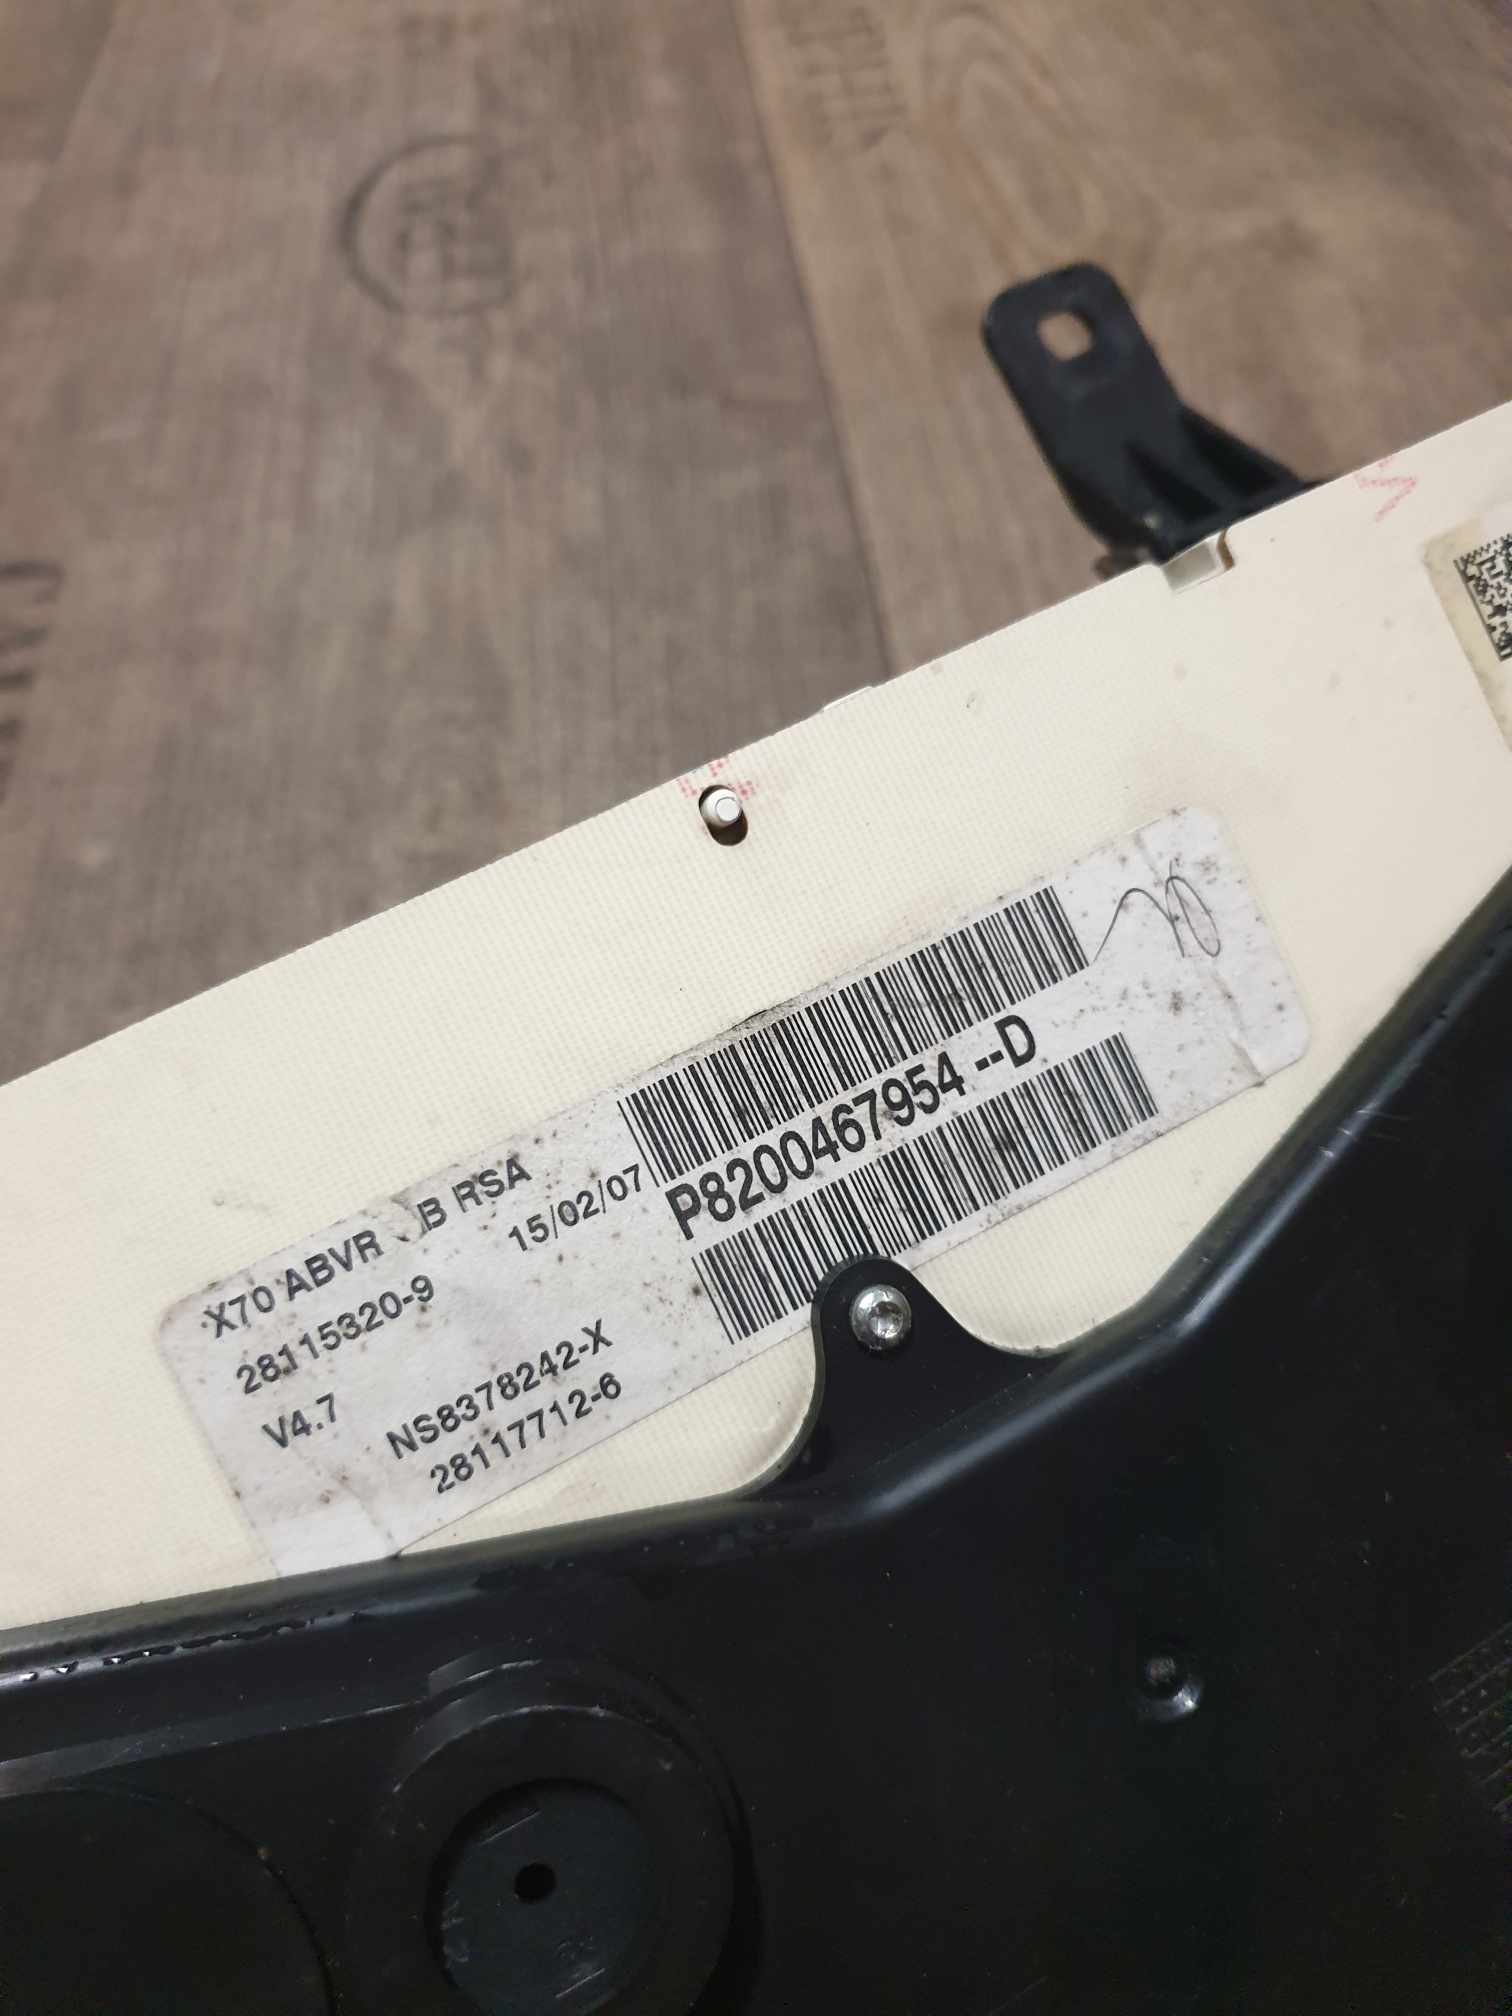 X70 ABVR B RSA
28115320-9
15/02/07
V4.7
NS8378242-X
28117712-6
P8200467954--D